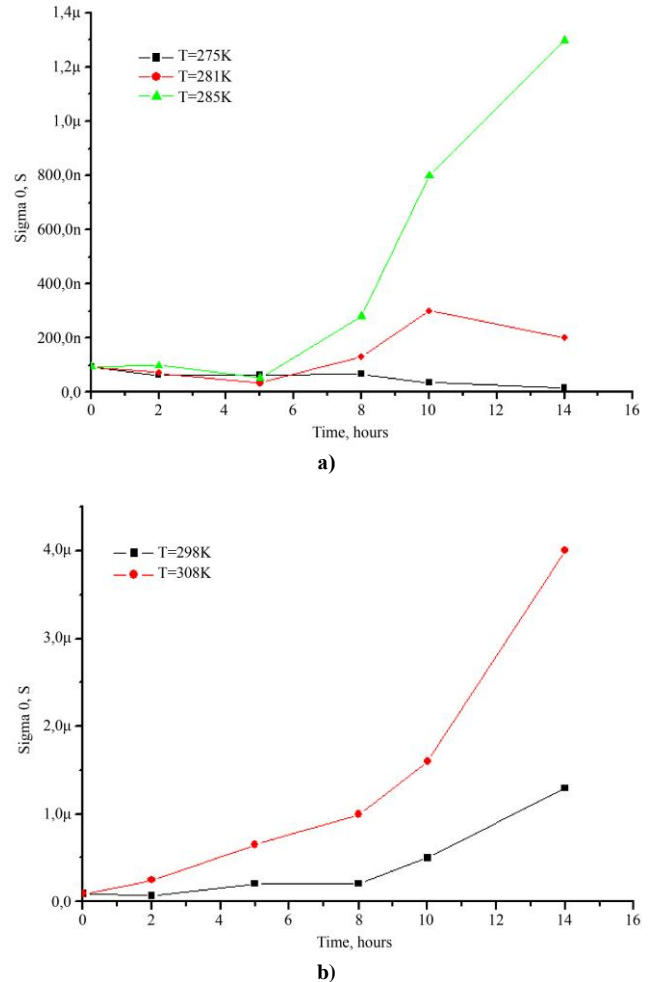 1,4μ
T=275K
T=281K
T=285K
1,2μ
1,0μ
800,0n
600,0n
400,0n
200,0n
0,0
Sigma 0, S
0 2 4 6 8 10 12 14 16
Time, hours
a)
T=298K
T=308K
4,0μ
3,0μ
2,0μ
1,0μ
0,0
Sigma 0, S
0 2 4 6 8 10 12 14 16
Time, hours
b)